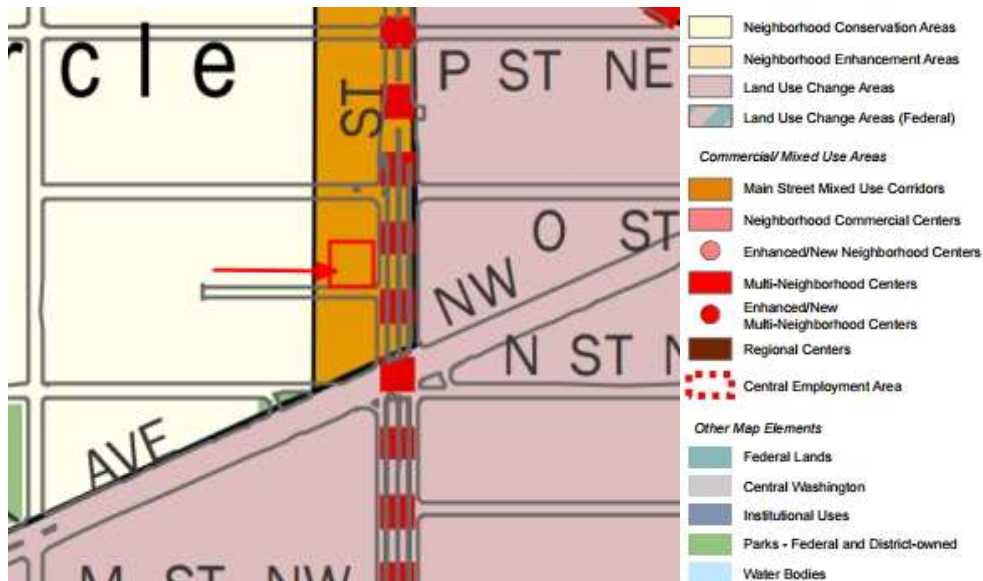 rcle
ST
P ST NE
O ST
NW
N ST N
AVE
M ST NW
Neighborhood Conservation Areas
Neighborhood Enhancement Areas
Land Use Change Areas
Land Use Change Areas (Federal)
Commercial/ Mixed Use Areas
Main Street Mixed Use Corridors
Neighborhood Commercial Centers
Enhanced/New Neighborhood Centers
Multi-Neighborhood Centers
Enhanced/New
Multi-Neighborhood Centers
Regional Centers
Central Employment Area
Other Map Elements
Federal Lands
Central Washington
Institutional Uses
Parks - Federal and District-owned
Water Bodies